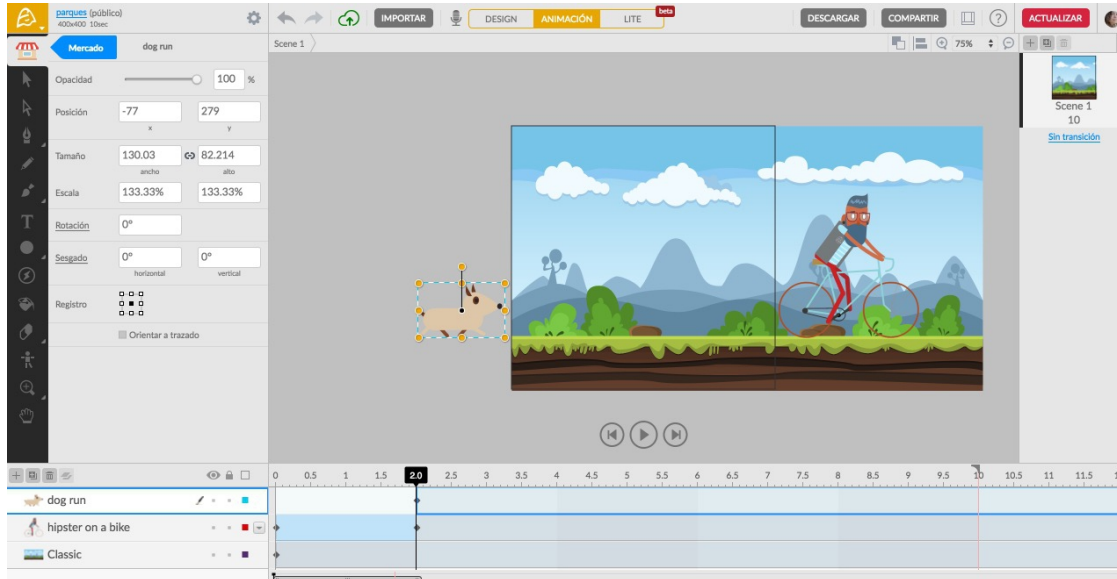 parques (público)
400x400 10sec
IMPORTAR
DESIGN
ANIMACIÓN
LITE
beta
DESCARGAR
COMPARTIR
?
ACTUALIZAR
Mercado
dog run
Scene 1
75%
Opacidad
100 %
Posición
-77 279
x y
Tamaño
130.03 82.214
ancho alto
Escala
133.33% 133.33%
Rotación
0°
Sesgado
0° 0°
horizontal vertical
Registro
Orientar a trazado
T
Scene 1
10
Sin transición
0 0.5 1 1.5 2.0 2.5 3 3.5 4 4.5 5 5.5 6 6.5 7 7.5 8 8.5 9 9.5 10 10.5 11 11.5
dog run
hipster on a bike
Classic